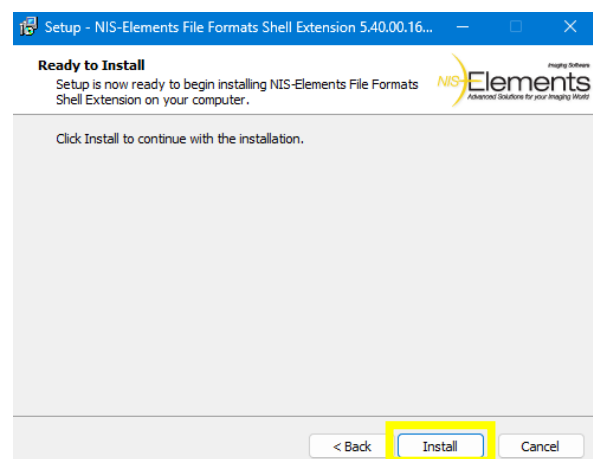 Setup - NIS-Elements File Formats Shell Extension 5.40.00.16...
Ready to Install
Setup is now ready to begin installing NIS-Elements File Formats
Shell Extension on your computer.
Imaging Software
NIS Elements
Advanced Solutions for your Imaging World
Click Install to continue with the installation.
< Back
Install
Cancel